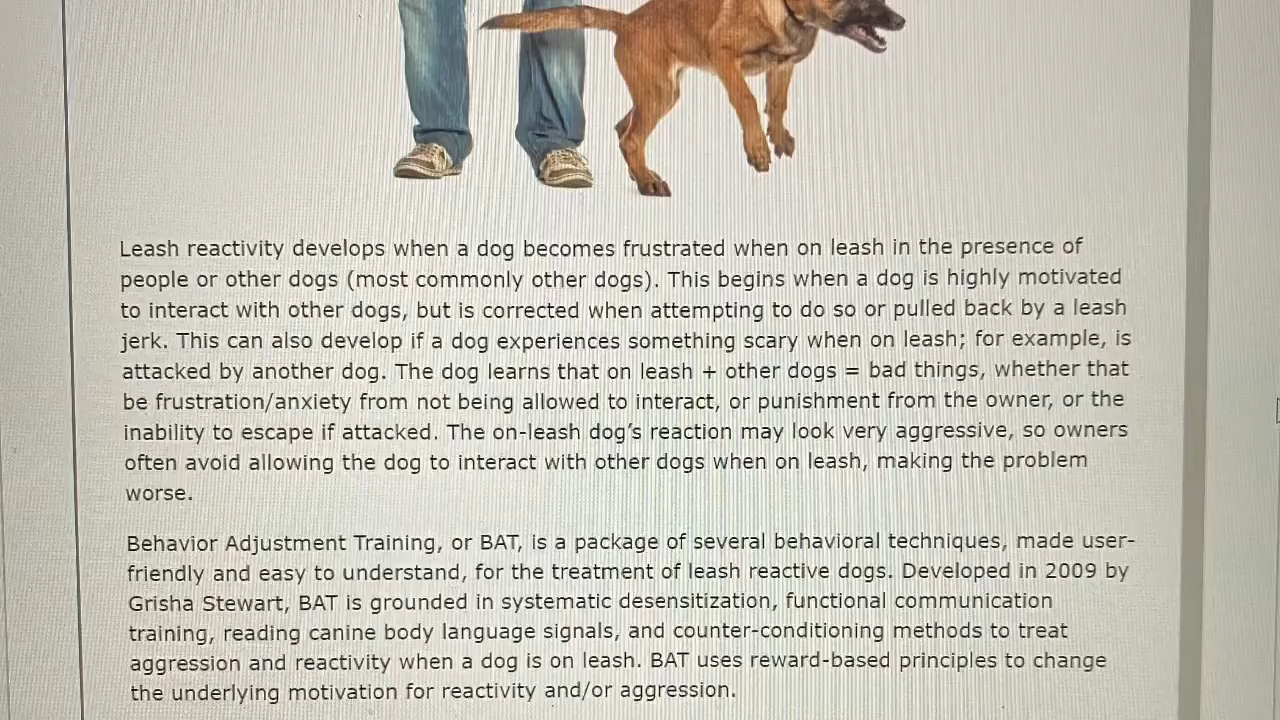 Leash reactivity develops when a dog becomes frustrated when on leash in the presence of
people or other dogs (most commonly other dogs). This begins when a dog is highly motivated
to interact with other dogs, but is corrected when attempting to do so or pulled back by a leash
jerk. This can also develop if a dog experiences something scary when on leash; for example, is
attacked by another dog. The dog learns that on leash + other dogs = bad things, whether that
be frustration/anxiety from not being allowed to interact, or punishment from the owner, or the
inability to escape if attacked. The on-leash dog's reaction may look very aggressive, so owners
often avoid allowing the dog to interact with other dogs when on leash, making the problem
worse.
Behavior Adjustment Training, or BAT, is a package of several behavioral techniques, made user-
friendly and easy to understand, for the treatment of leash reactive dogs. Developed in 2009 by
Grisha Stewart, BAT is grounded in systematic desensitization, functional communication
training, reading canine body language signals, and counter-conditioning methods to treat
aggression and reactivity when a dog is on leash. BAT uses reward-based principles to change
the underlying motivation for reactivity and/or aggression.